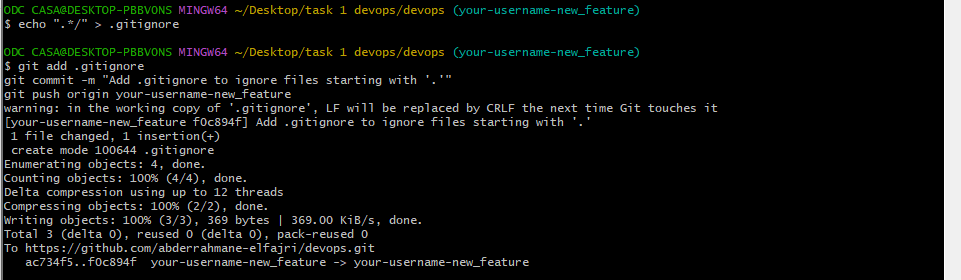 ODC CASA@DESKTOP-PBBVONS MINGW64 ~/Desktop/task 1 devops/devops (your-username-new_feature)
$ echo ".*/" > .gitignore
ODC CASA@DESKTOP-PBBVONS MINGW64 ~/Desktop/task 1 devops/devops (your-username-new_feature)
$ git add .gitignore
git commit -m "Add .gitignore to ignore files starting with '.'"
git push origin your-username-new_feature
warning: in the working copy of '.gitignore', LF will be replaced by CRLF the next time Git touches it
[your-username-new_feature f0c894f] Add .gitignore to ignore files starting with '.'
 1 file changed, 1 insertion(+)
 create mode 100644 .gitignore
Enumerating objects: 4, done.
Counting objects: 100% (4/4), done.
Delta compression using up to 12 threads
Compressing objects: 100% (2/2), done.
Writing objects: 100% (3/3), 369 bytes | 369.00 KiB/s, done.
Total 3 (delta 0), reused 0 (delta 0), pack-reused 0
To https://github.com/abderrahmane-elfajri/devops.git
   ac734f5..f0c894f  your-username-new_feature -> your-username-new_feature